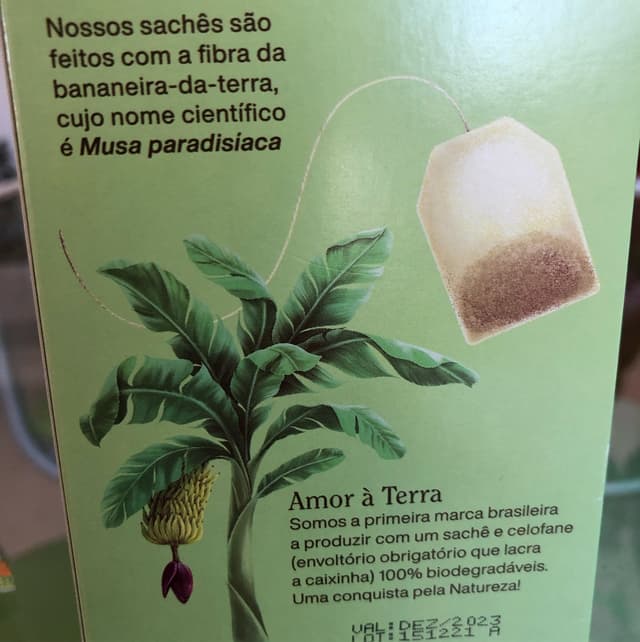 Nossos sachês são
feitos com a fibra da
bananeira-da-terra,
cujo nome científico
é Musa paradisíaca
Amor à Terra
Somos a primeira marca brasileira
a produzir com um sachê e celofane
(envoltório obrigatório que lacra
a caixinha) 100% biodegradáveis.
Uma conquista pela Natureza!
VAL:DEZ/2023
LOT:151221 A